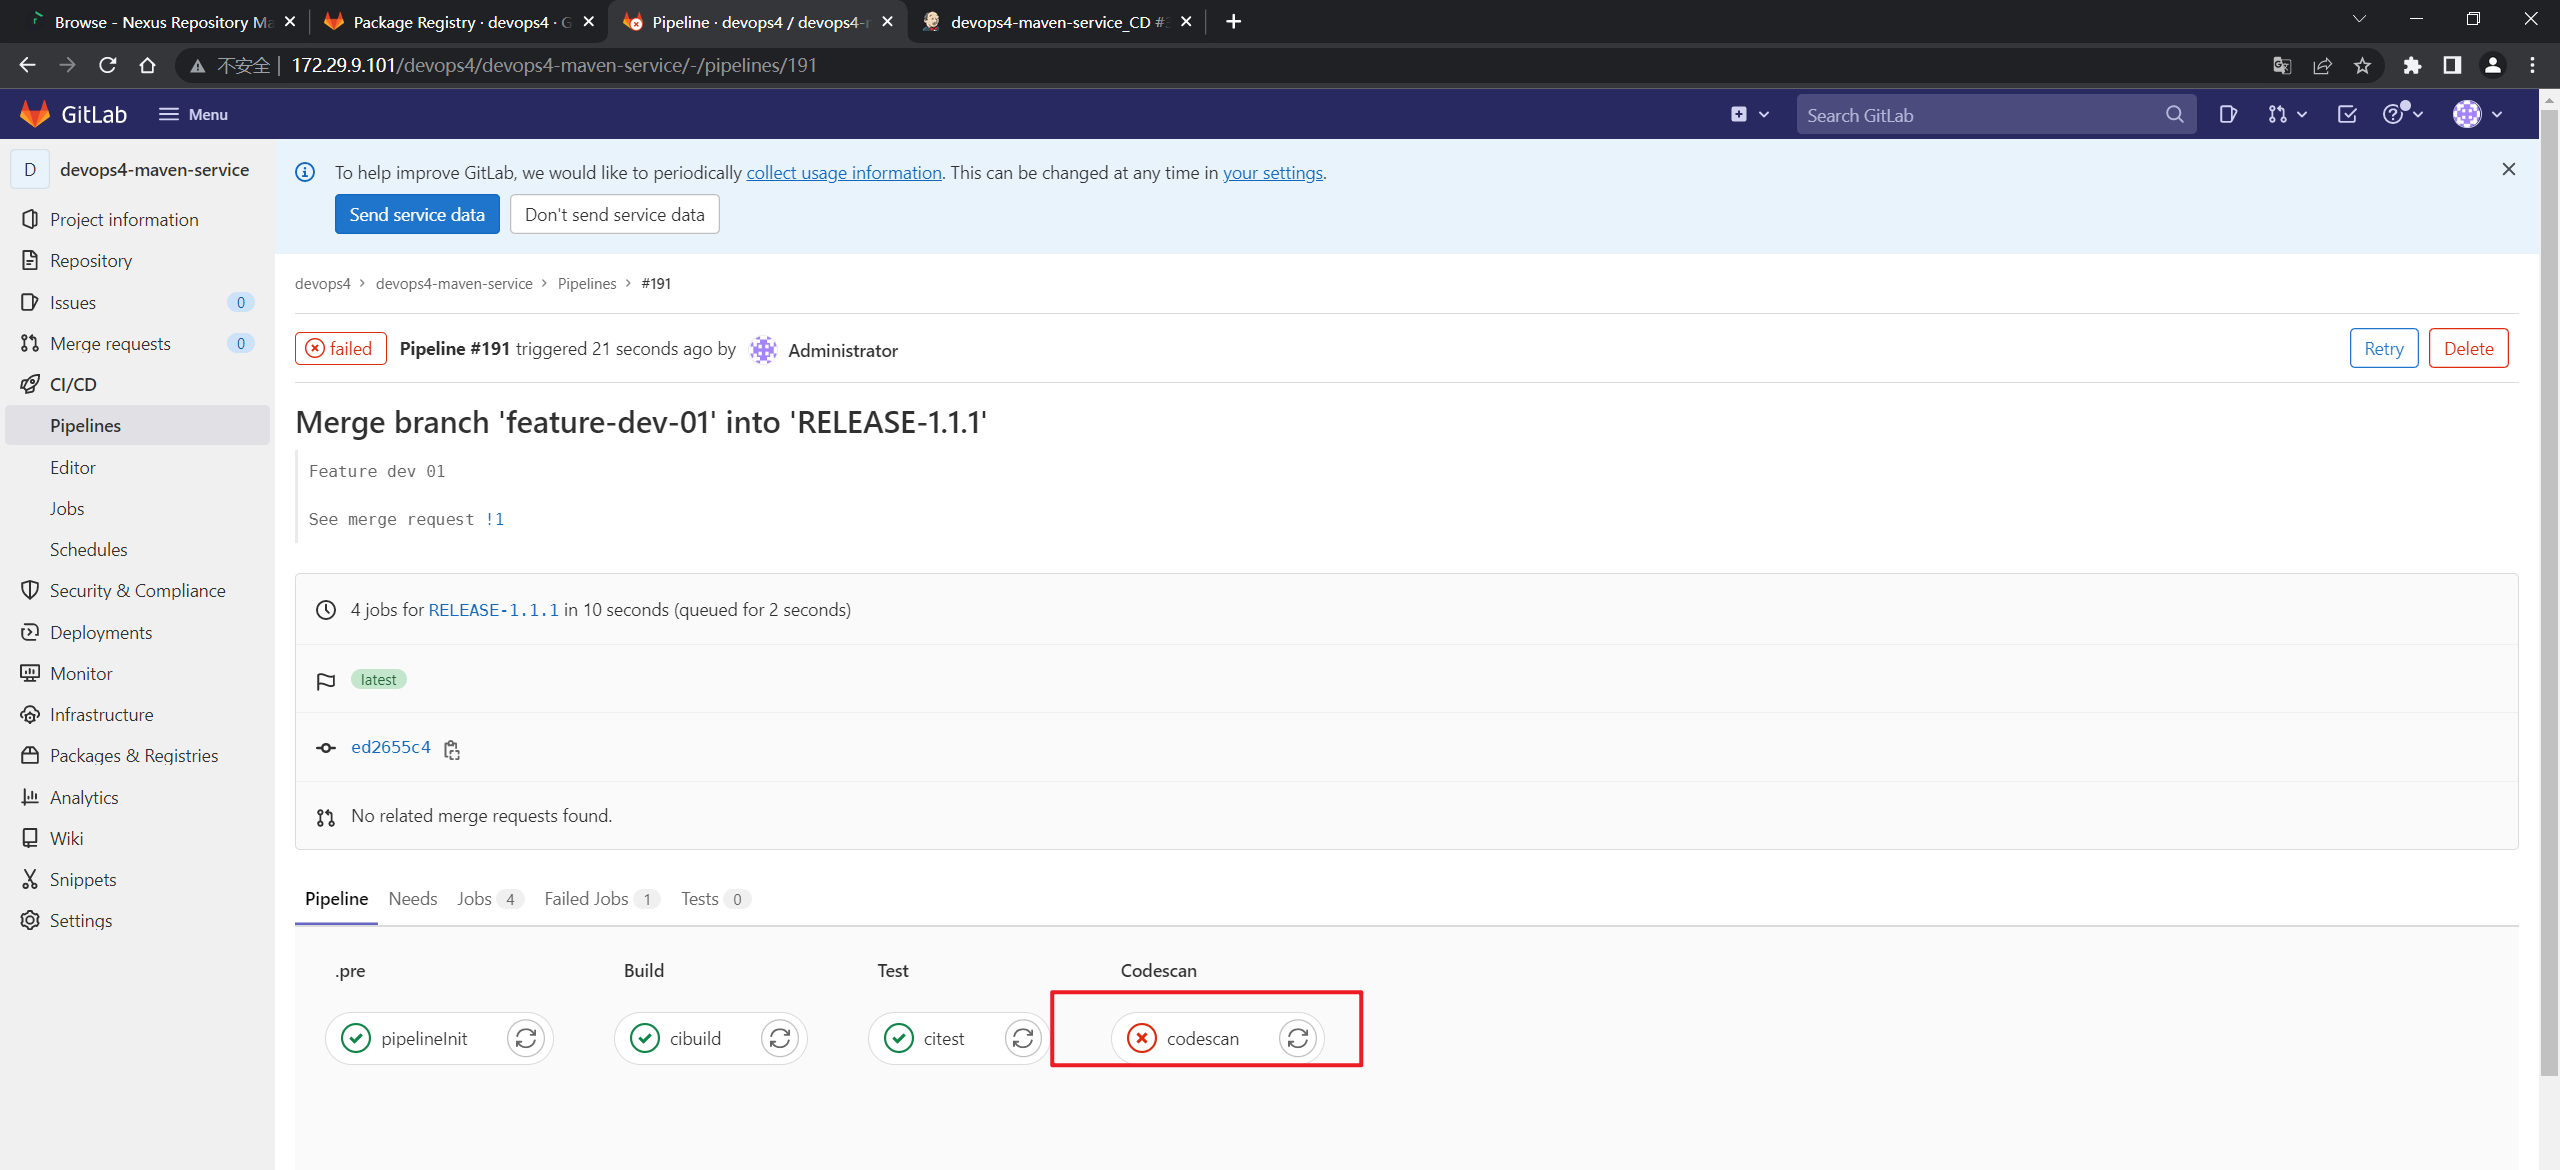 Browse - Nexus Repository Ma
Package Registry · devops4 · G
Pipeline · devops4 / devops4-
devops4-maven-service_CD #
不安全 | 172.29.9.101/devops4/devops4-maven-service/-/pipelines/191
GitLab
Menu
Search GitLab
D devops4-maven-service
Project information
Repository
Issues 0
Merge requests 0
CI/CD
Pipelines
Editor
Jobs
Schedules
Security & Compliance
Deployments
Monitor
Infrastructure
Packages & Registries
Analytics
Wiki
Snippets
Settings
To help improve GitLab, we would like to periodically collect usage information. This can be changed at any time in your settings.
Send service data
Don't send service data
devops4 > devops4-maven-service > Pipelines > #191
failed Pipeline #191 triggered 21 seconds ago by Administrator
Retry
Delete
Merge branch 'feature-dev-01' into 'RELEASE-1.1.1'
Feature dev 01
See merge request !1
4 jobs for RELEASE-1.1.1 in 10 seconds (queued for 2 seconds)
latest
ed2655c4
No related merge requests found.
Pipeline Needs Jobs 4 Failed Jobs 1 Tests 0
.pre
Build
Test
Codescan
pipelineInit
cibuild
citest
codescan